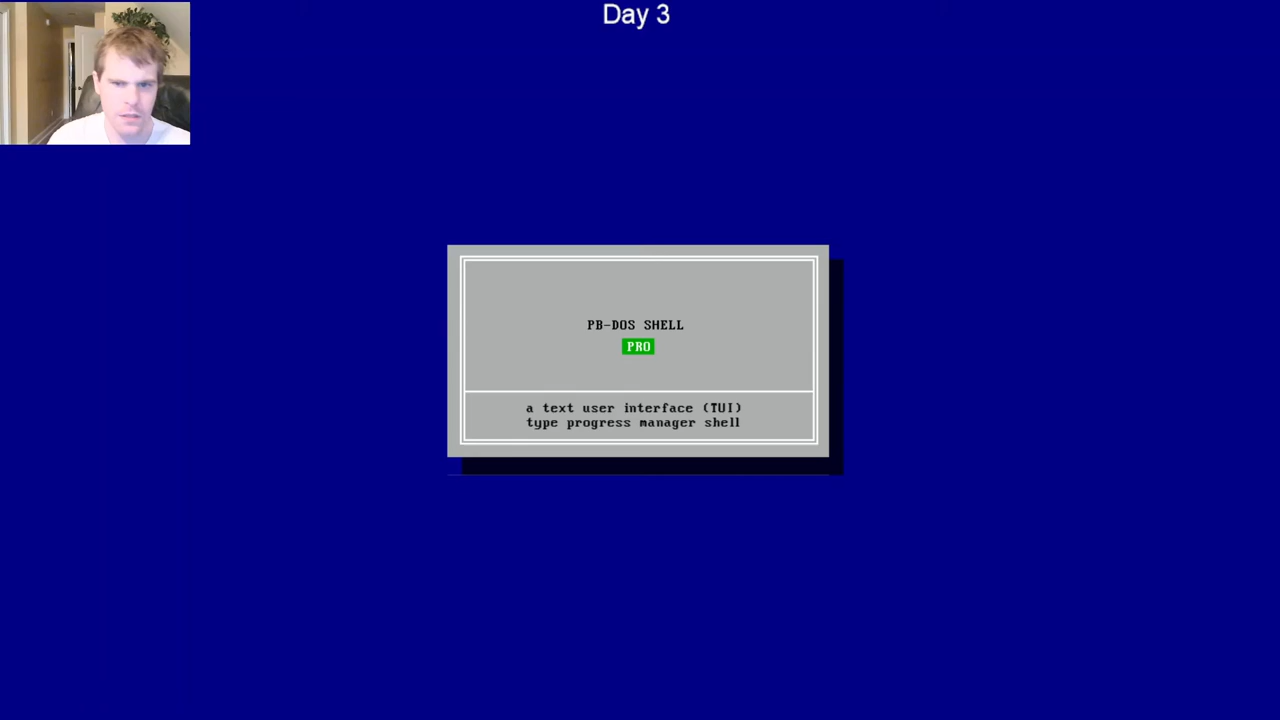 Day 3
PB-DOS SHELL
PRO
a text user interface (TUI)
type progress manager shell